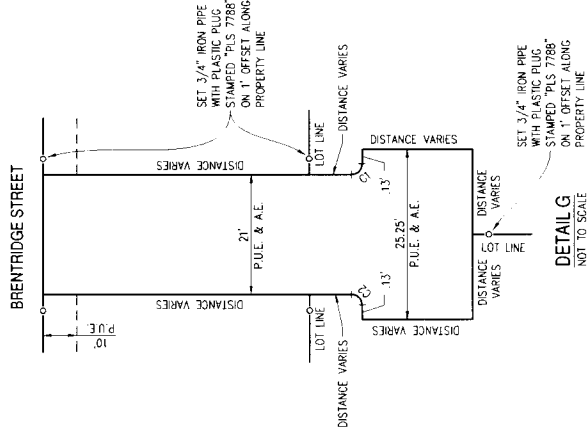 BRENTRIDGE STREET
SET 3/4" IRON PIPE
WITH PLASTIC PLUG
STAMPED "PLS 7788"
ON 1' OFFSET ALONG
PROPERTY LINE
10'
P.U.E.
DISTANCE VARIES
21'
P.U.E. & A.E.
DISTANCE VARIES
LOT LINE
LOT LINE
DISTANCE VARIES
DISTANCE VARIES
.13'
.13'
DISTANCE VARIES
25.25'
P.U.E. & A.E.
DISTANCE VARIES
DISTANCE
VARIES
DISTANCE
VARIES
LOT LINE
SET 3/4" IRON PIPE
WITH PLASTIC PLUG
STAMPED "PLS 7788"
ON 1' OFFSET ALONG
PROPERTY LINE
DETAIL G
NOT TO SCALE